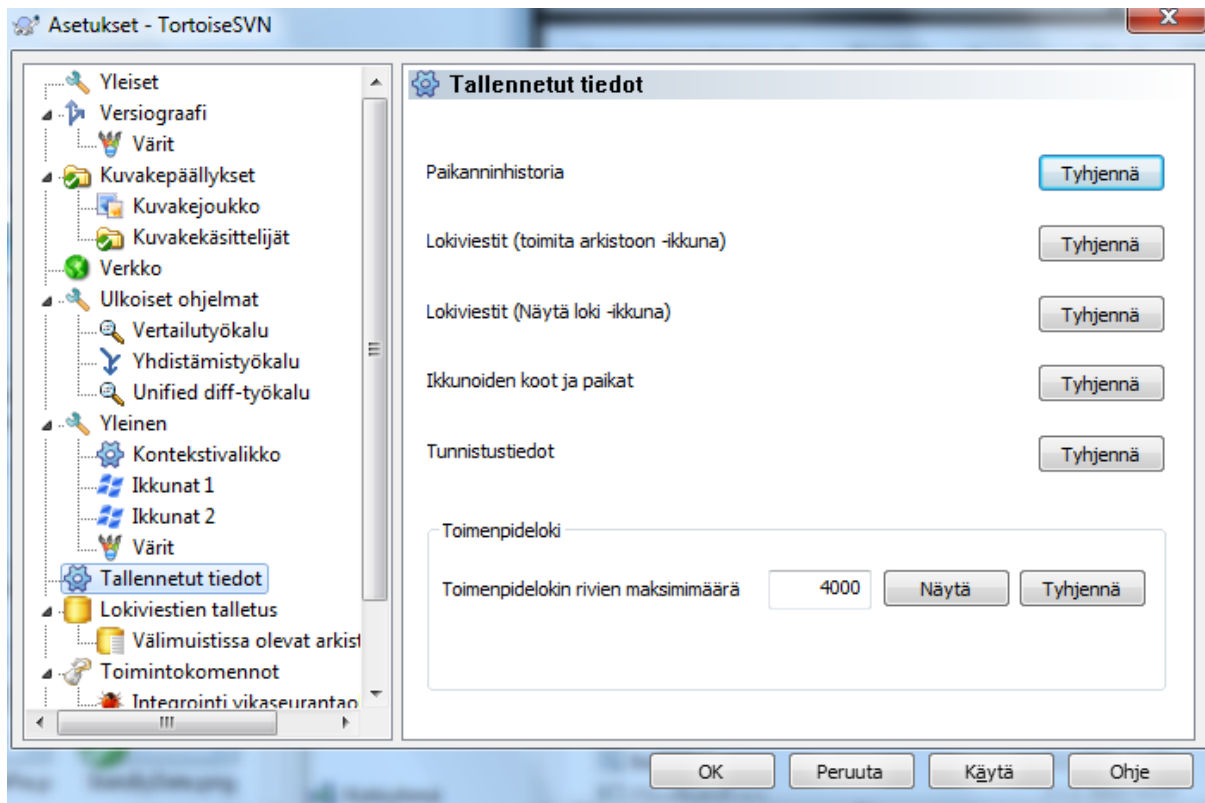 Asetukset - TortoiseSVN
Yleiset
Versiograafi
Värit
Kuvakepäällykset
Kuvakejoukko
Kuvakekäsittelijät
Verkko
Ulkoiset ohjelmat
Vertailutyökalu
Yhdistämistyökalu
Unified diff-työkalu
Yleinen
Kontekstivalikko
Ikkunat 1
Ikkunat 2
Värit
Tallennetut tiedot
Lokiviestien talletus
Välimuistissa olevat arkist
Toimintokomennot
Integrointi vikaseurantao
Tallennetut tiedot
Paikanninhistoria Tyhjennä
Lokiviestit (toimita arkistoon -ikkuna) Tyhjennä
Lokiviestit (Näytä loki -ikkuna) Tyhjennä
Ikkunoiden koot ja paikat Tyhjennä
Tunnistustiedot Tyhjennä
Toimenpideloki
Toimenpidelokin rivien maksimimäärä 4000 Näytä Tyhjennä
OK Peruuta Käytä Ohje